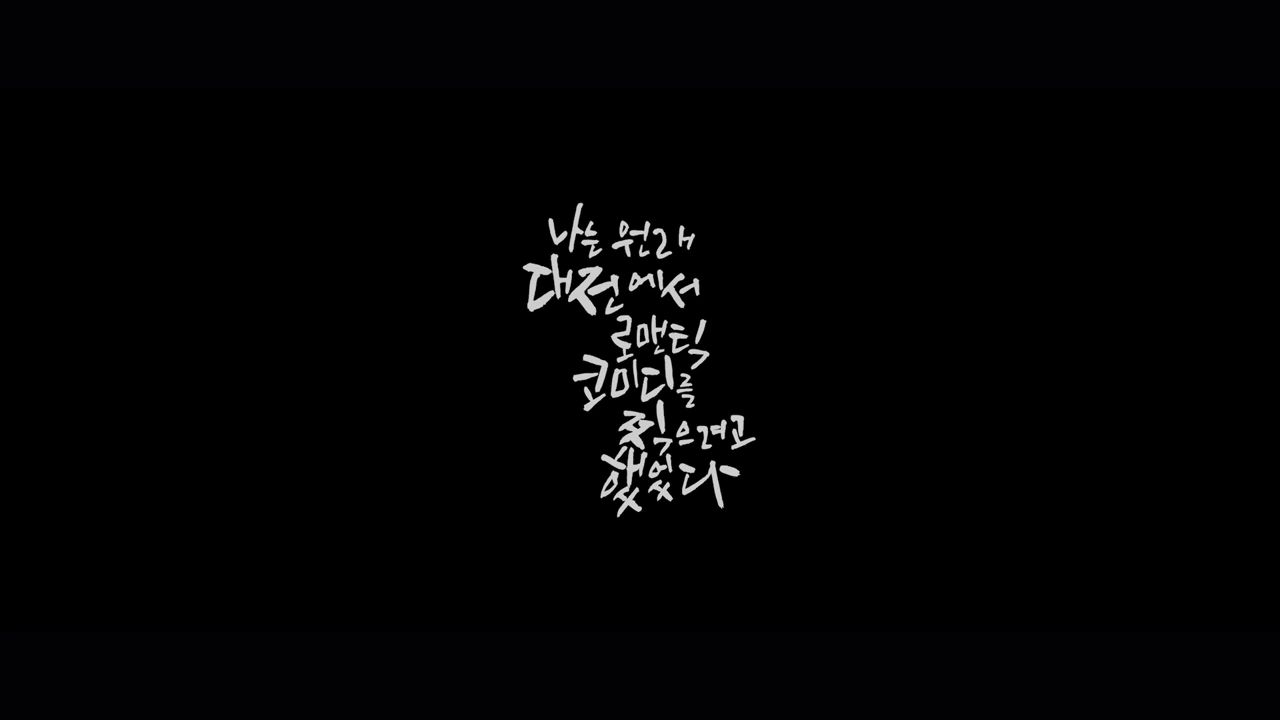 나는 원래
대전에서
로맨틱
코미디를
찍으려고
했었다